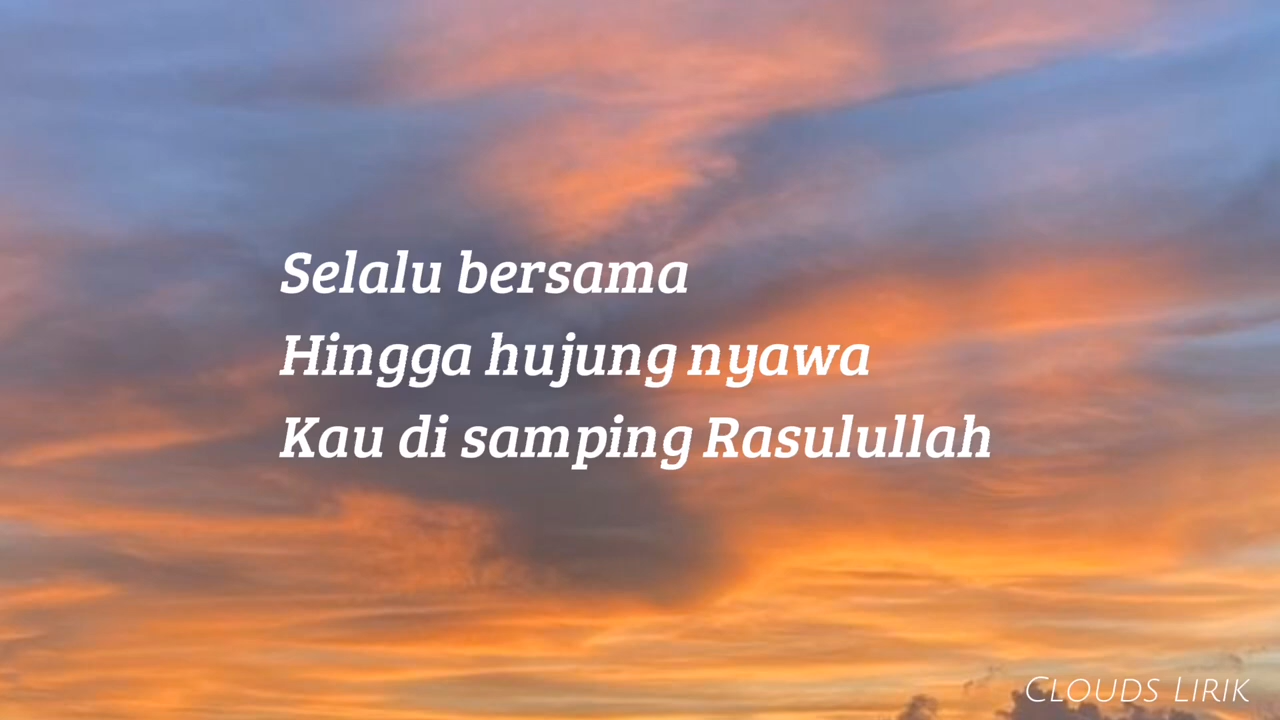 Selalu bersama
Hingga hujung nyawa
Kau di samping Rasulullah
Clouds Lirik